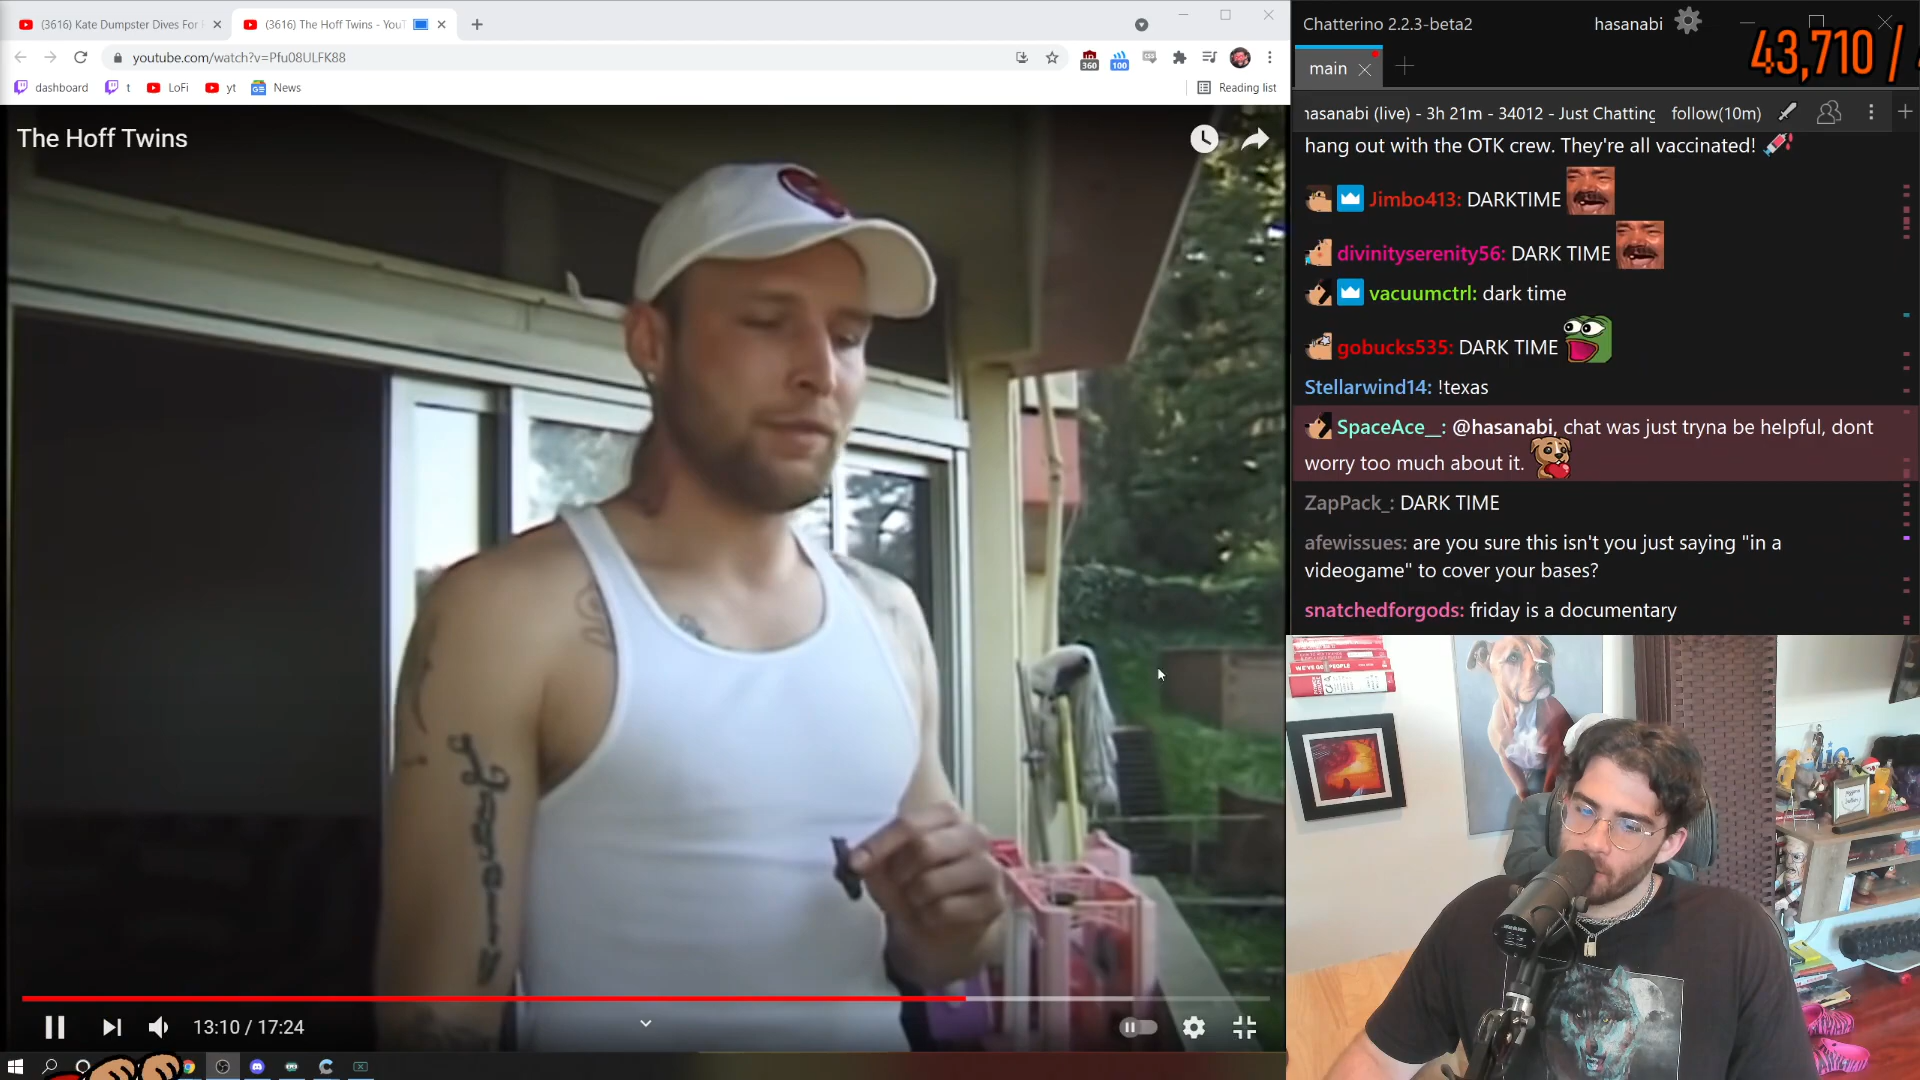 (3616) Kate Dumpster Dives For
(3616) The Hoff Twins - YouT
youtube.com/watch?v=Pfu08ULFK88
360
100
dashboard
t
LoFi
yt
News
Reading list
The Hoff Twins
13:10 / 17:24
Chatterino 2.2.3-beta2
hasanabi
43,710 /
main
hasanabi (live) - 3h 21m - 34012 - Just Chatting
follow(10m)
hang out with the OTK crew. They're all vaccinated!
Jimbo413: DARKTIME
divinityserenity56: DARK TIME
vacuumctrl: dark time
gobucks535: DARK TIME
Stellarwind14: !texas
SpaceAce__: @hasanabi, chat was just tryna be helpful, dont
worry too much about it.
ZapPack_: DARK TIME
afewissues: are you sure this isn't you just saying "in a
videogame" to cover your bases?
snatchedforgods: friday is a documentary